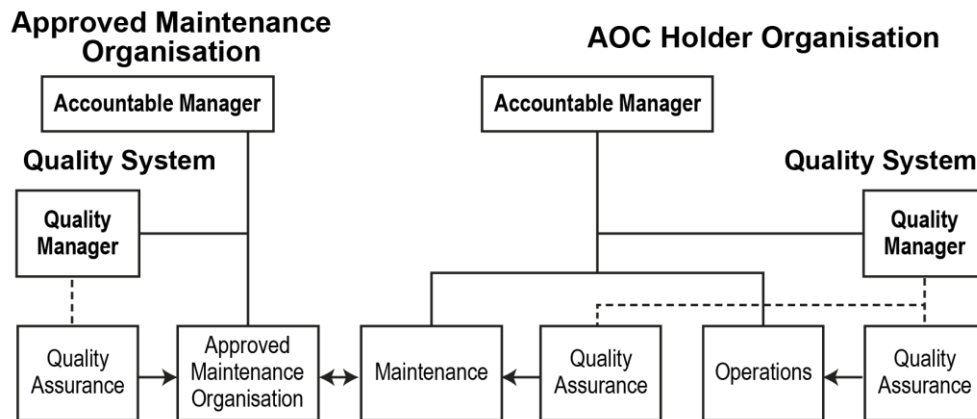 Approved Maintenance
Organisation
AOC Holder Organisation
Accountable Manager
Accountable Manager
Quality System
Quality System
Quality
Manager
Quality
Manager
Quality
Assurance
Approved
Maintenance
Organisation
Maintenance
Quality
Assurance
Operations
Quality
Assurance